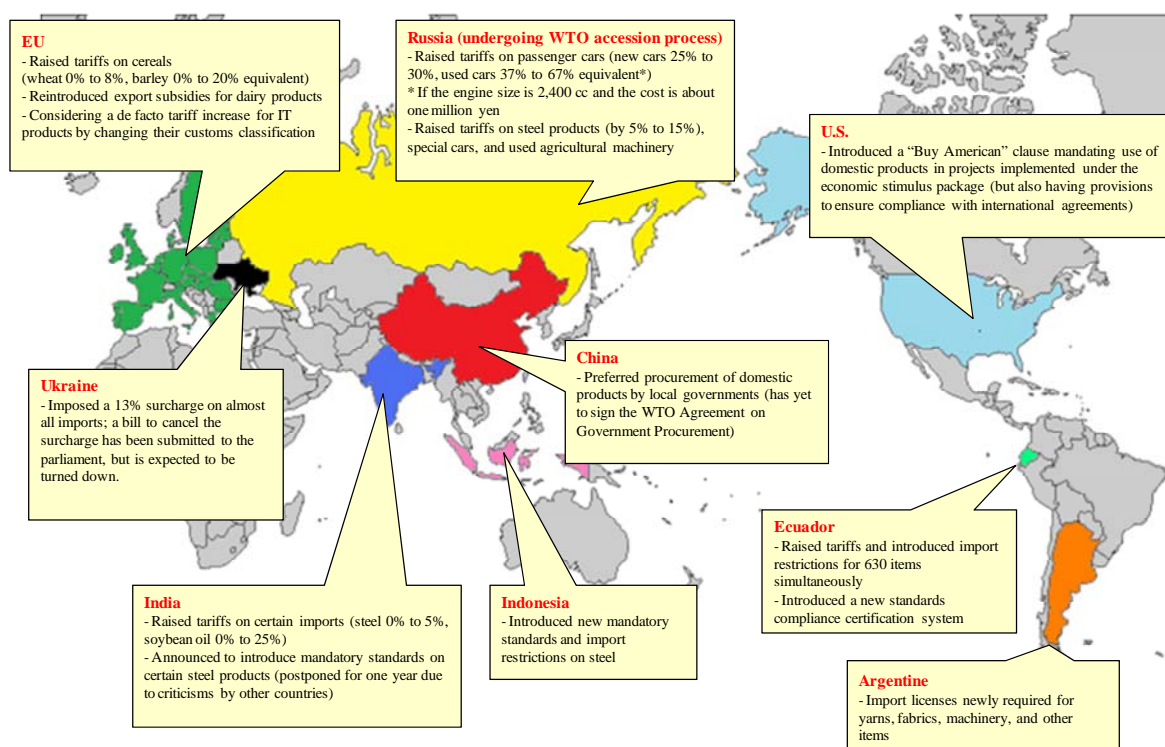 EU
- Raised tariffs on cereals
(wheat 0% to 8%, barley 0% to 20% equivalent)
- Reintroduced export subsidies for dairy products
- Considering a de facto tariff increase for IT
products by changing their customs classification
Russia (undergoing WTO accession process)
- Raised tariffs on passenger cars (new cars 25% to
30%, used cars 37% to 67% equivalent*)
* If the engine size is 2,400 cc and the cost is about
one million yen
- Raised tariffs on steel products (by 5% to 15%),
special cars, and used agricultural machinery
U.S.
- Introduced a “Buy American” clause mandating use of
domestic products in projects implemented under the
economic stimulus package (but also having provisions
to ensure compliance with international agreements)
Ukraine
- Imposed a 13% surcharge on almost
all imports; a bill to cancel the
surcharge has been submitted to the
parliament, but is expected to be
turned down.
China
- Preferred procurement of domestic
products by local governments (has yet
to sign the WTO Agreement on
Government Procurement)
India
- Raised tariffs on certain imports (steel 0% to 5%,
soybean oil 0% to 25%)
- Announced to introduce mandatory standards on
certain steel products (postponed for one year due
to criticisms by other countries)
Indonesia
- Introduced new mandatory
standards and import
restrictions on steel
Ecuador
- Raised tariffs and introduced import
restrictions for 630 items
simultaneously
- Introduced a new standards
compliance certification system
Argentine
- Import licenses newly required for
yarns, fabrics, machinery, and other
items